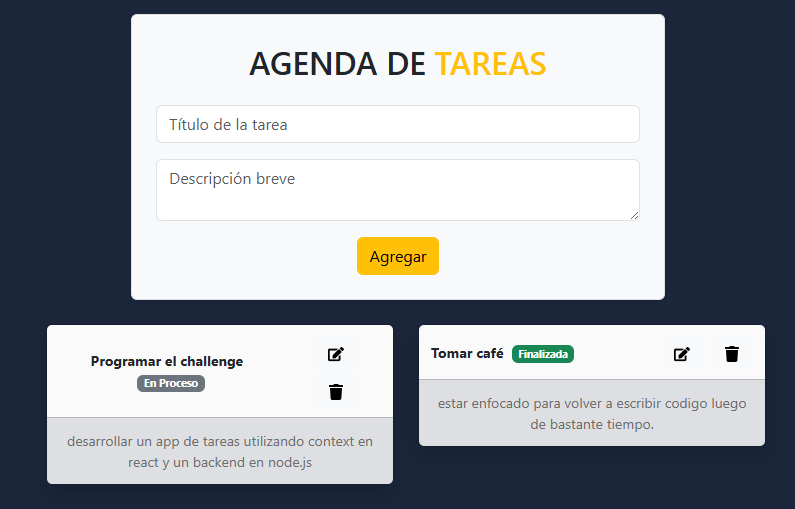 AGENDA DE TAREAS
Título de la tarea
Descripción breve
Agregar
Programar el challenge
En Proceso
desarrollar un app de tareas utilizando context en
react y un backend en node.js
Tomar café Finalizada
estar enfocado para volver a escribir codigo luego
de bastante tiempo.